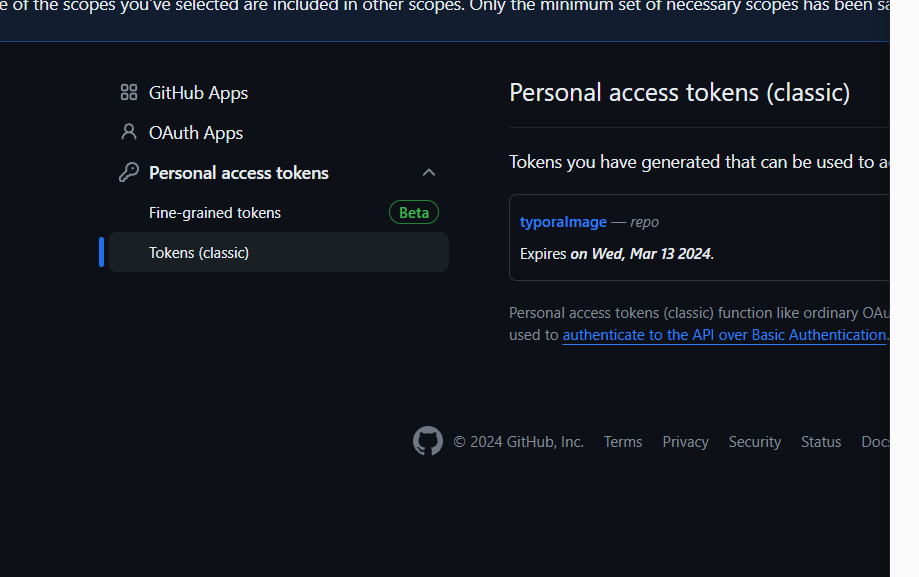 e of the scopes you've selected are included in other scopes. Only the minimum set of necessary scopes has been sa
GitHub Apps
OAuth Apps
Personal access tokens
Fine-grained tokens Beta
Tokens (classic)
Personal access tokens (classic)
Tokens you have generated that can be used to a
typoraImage — repo
Expires on Wed, Mar 13 2024.
Personal access tokens (classic) function like ordinary OAu
used to authenticate to the API over Basic Authentication.
© 2024 GitHub, Inc. Terms Privacy Security Status Docs